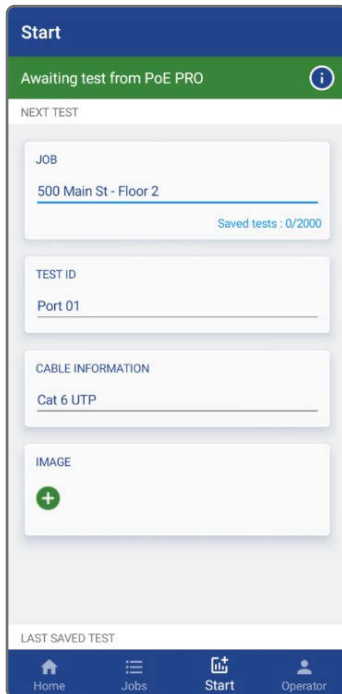 Start
Awaiting test from PoE PRO
NEXT TEST
JOB
500 Main St - Floor 2
Saved tests : 0/2000
TEST ID
Port 01
CABLE INFORMATION
Cat 6 UTP
IMAGE
LAST SAVED TEST
Home Jobs Start Operator